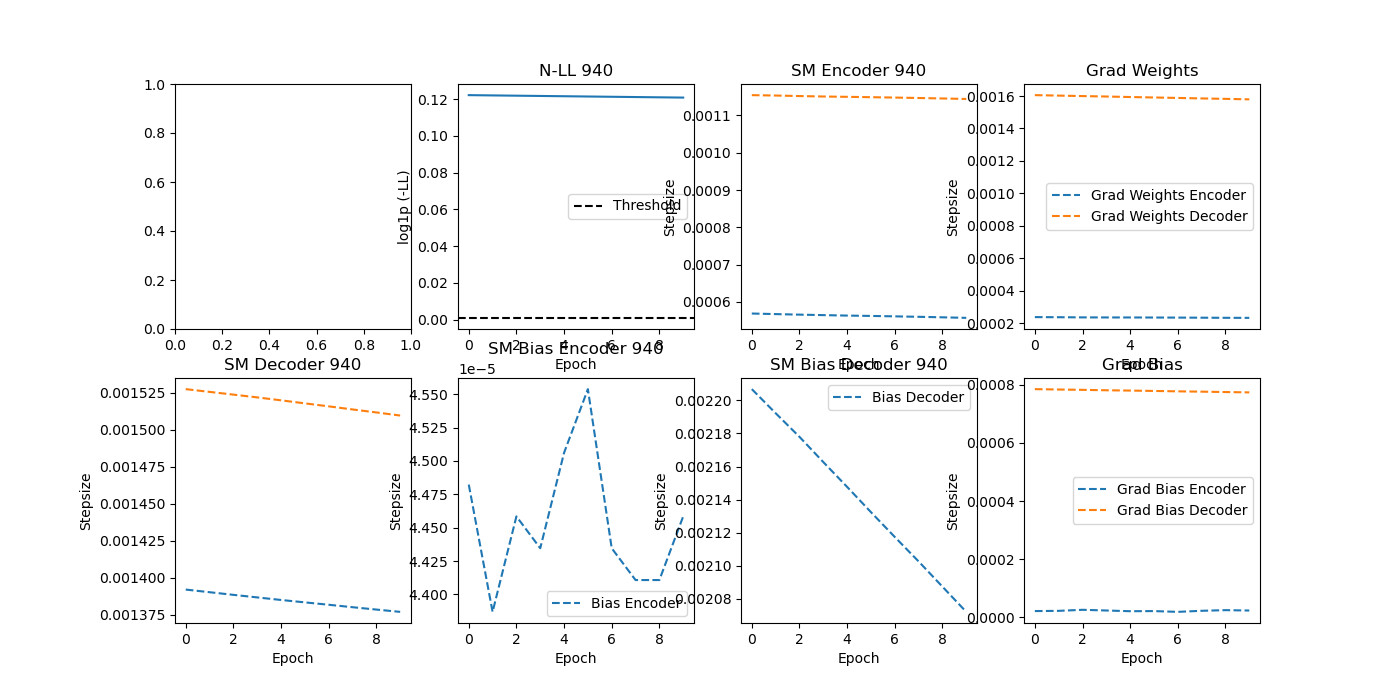 N-LL 940
SM Encoder 940
Grad Weights
1.0
0.8
0.6
0.4
0.2
0.0
0.0 0.2 0.4 0.6 0.8 1.0
log1p (-LL)
0.12
0.10
0.08
0.06
0.04
0.02
0.00
Threshold
0 2 4 6 8
Epoch
Stepsize
0.0011
0.0010
0.0009
0.0008
0.0007
0.0006
0 2 4 6 8
Epoch
Stepsize
0.0016
0.0014
0.0012
0.0010
0.0008
0.0006
0.0004
0.0002
Grad Weights Encoder
Grad Weights Decoder
0 2 4 6 8
Epoch
SM Decoder 940
SM Bias Encoder 940
SM Bias Decoder 940
Grad Bias
Stepsize
0.001525
0.001500
0.001475
0.001450
0.001425
0.001400
0.001375
0 2 4 6 8
Epoch
Stepsize
1e−5
4.550
4.525
4.500
4.475
4.450
4.425
4.400
Bias Encoder
0 2 4 6 8
Epoch
Stepsize
0.00220
0.00218
0.00216
0.00214
0.00212
0.00210
0.00208
Bias Decoder
0 2 4 6 8
Epoch
Stepsize
0.0008
0.0006
0.0004
0.0002
0.0000
Grad Bias Encoder
Grad Bias Decoder
0 2 4 6 8
Epoch